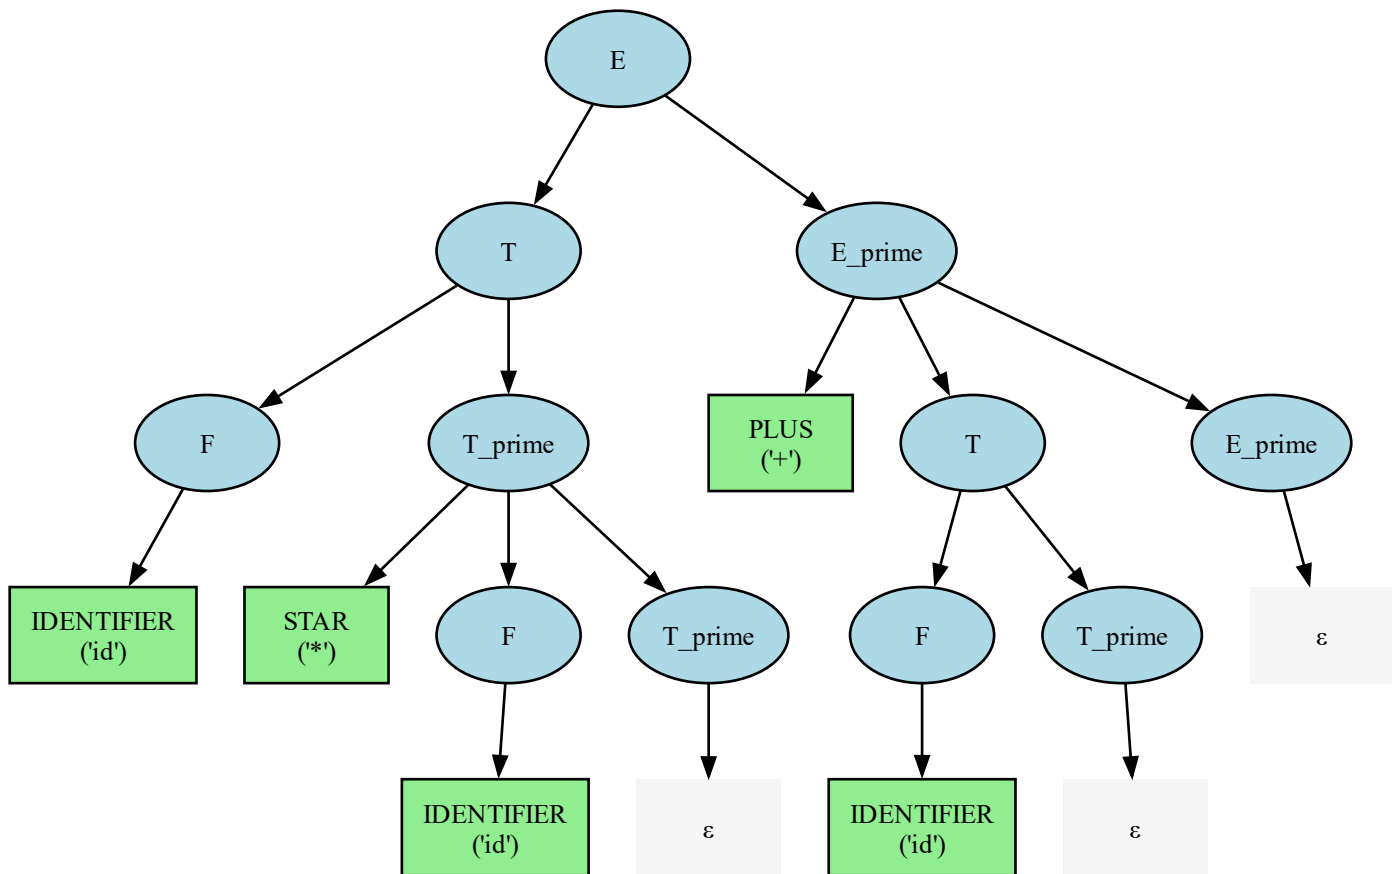 E
T
E_prime
F
T_prime
PLUS
('+')
T
E_prime
IDENTIFIER
('id')
STAR
('*')
F
T_prime
F
T_prime
ε
IDENTIFIER
('id')
ε
IDENTIFIER
('id')
ε